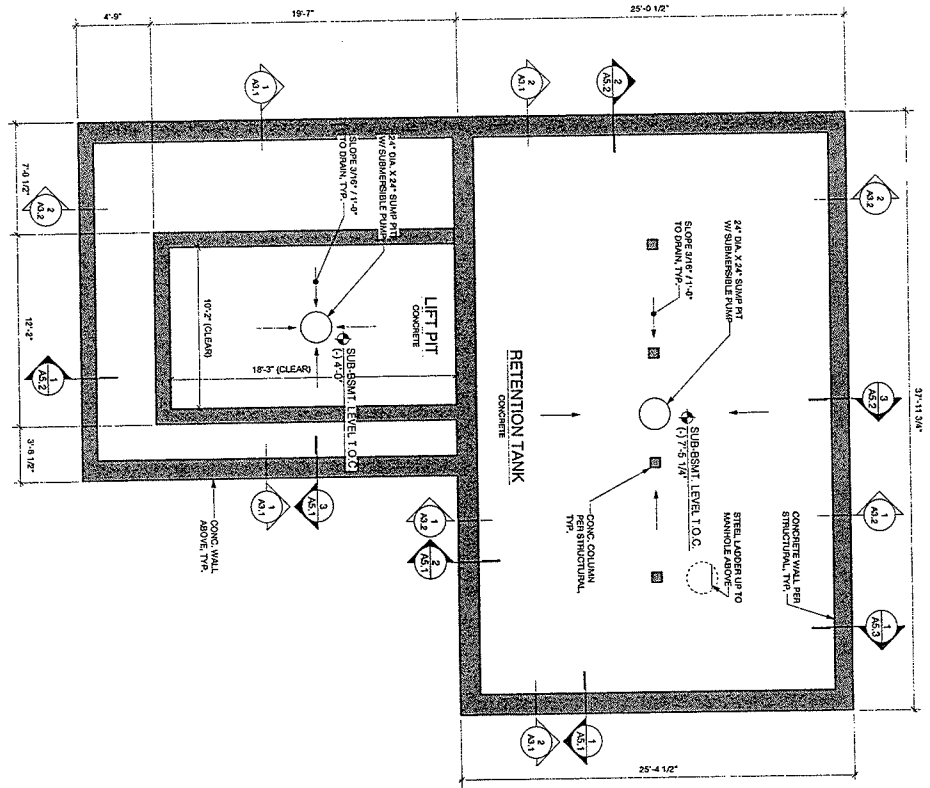 4'-9"
19'-7"
25'-0 1/2"
1
A3.1
2
A3.1
2
A5.2
37'-11 3/4"
7'-0 1/2"
12'-2"
3'-8 1/2"
2
A3.2
1
A5.2
2
A3.2
3
A5.2
1
A3.2
1
A5.3
24" DIA. X 24" SUMP PIT
W/ SUBMERSIBLE PUMP
SLOPE 3/16" / 1'-0"
TO DRAIN, TYP.
LIFT PIT
CONCRETE
10'-2" (CLEAR)
18'-3" (CLEAR)
SUB-BSMT. LEVEL T.O.C.
(-) 4'-0"
24" DIA. X 24" SUMP PIT
W/ SUBMERSIBLE PUMP
SLOPE 3/16" / 1'-0"
TO DRAIN, TYP.
RETENTION TANK
CONCRETE
SUB-BSMT. LEVEL T.O.C.
(-) 7'-5 1/4"
CONC. COLUMN
PER STRUCTURAL,
TYP.
STEEL LADDER UP TO
MANHOLE ABOVE
CONCRETE WALL PER
STRUCTURAL, TYP.
CONC. WALL
ABOVE, TYP.
1
A3.1
3
A5.1
1
A3.2
2
A5.1
2
A3.1
1
A5.1
25'-4 1/2"